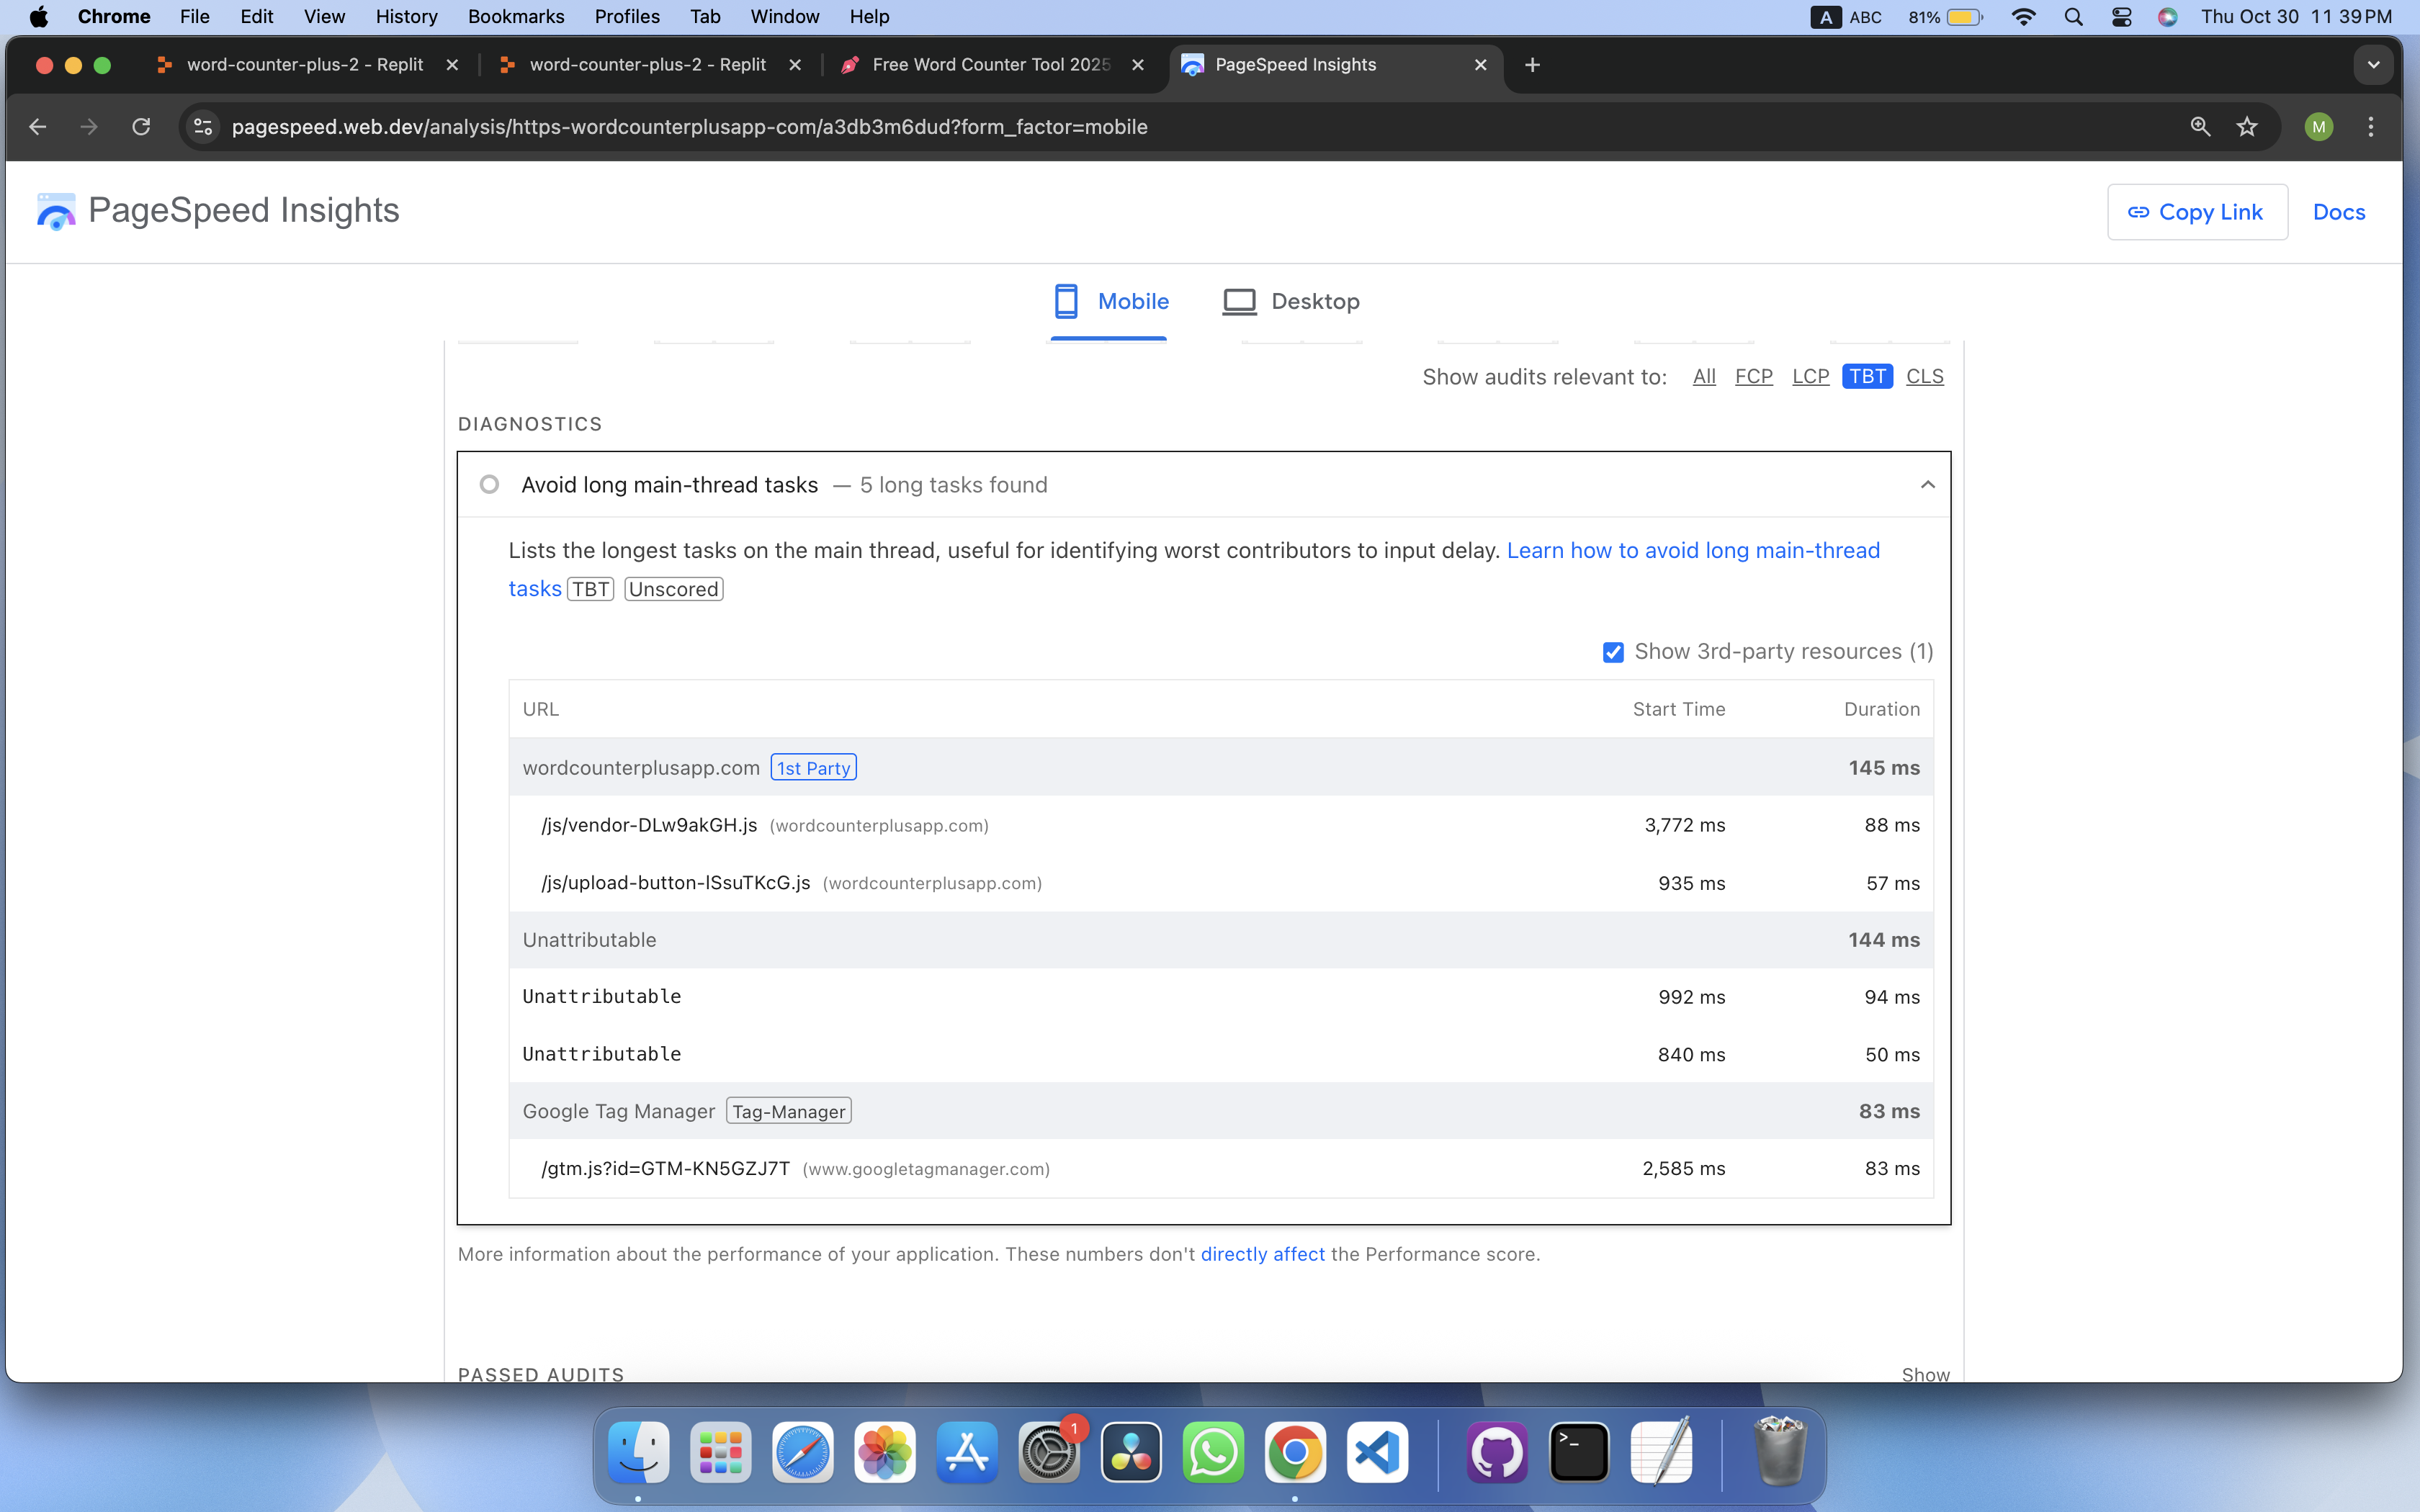 Chrome File Edit View History Bookmarks Profiles Tab Window Help A ABC 81% Thu Oct 30 11 39 PM
word-counter-plus-2 - Replit word-counter-plus-2 - Replit Free Word Counter Tool 2025 PageSpeed Insights
pagespeed.web.dev/analysis/https-wordcounterplusapp-com/a3db3m6dud?form_factor=mobile M
PageSpeed Insights Copy Link Docs
Mobile Desktop
Show audits relevant to: All FCP LCP TBT CLS
DIAGNOSTICS
Avoid long main-thread tasks — 5 long tasks found
Lists the longest tasks on the main thread, useful for identifying worst contributors to input delay. Learn how to avoid long main-thread
tasks TBT Unscored
Show 3rd-party resources (1)
URL Start Time Duration
wordcounterplusapp.com 1st Party 145 ms
/js/vendor-DLw9akGH.js (wordcounterplusapp.com) 3,772 ms 88 ms
/js/upload-button-lSsuTKcG.js (wordcounterplusapp.com) 935 ms 57 ms
Unattributable 144 ms
Unattributable 992 ms 94 ms
Unattributable 840 ms 50 ms
Google Tag Manager Tag-Manager 83 ms
/gtm.js?id=GTM-KN5GZJ7T (www.googletagmanager.com) 2,585 ms 83 ms
More information about the performance of your application. These numbers don't directly affect the Performance score.
PASSED AUDITS Show
1